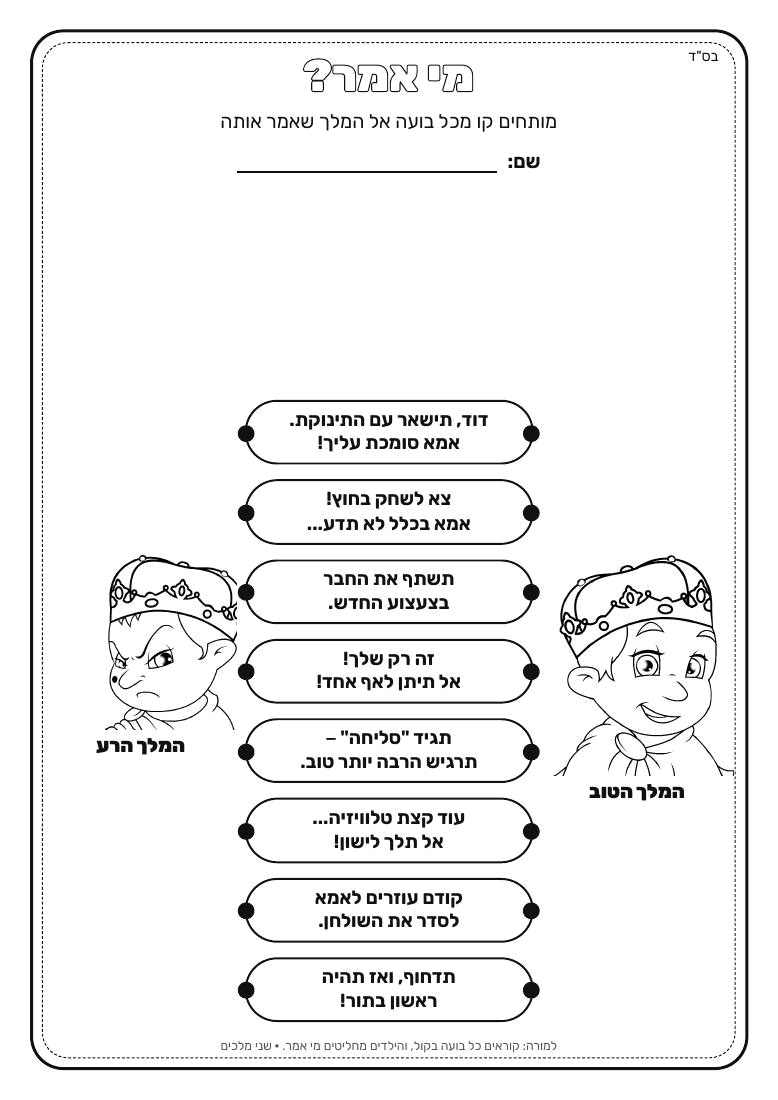 בס"ד
מי אמר?
מותחים קו מכל בועה אל המלך שאמר אותה
שם:
דוד, תישאר עם התינוקת.
אמא סומכת עליך!
צא לשחק בחוץ!
אמא בכלל לא תדע...
תשתף את החבר
בצעצוע החדש.
זה רק שלך!
אל תיתן לאף אחד!
תגיד "סליחה" –
תרגיש הרבה יותר טוב.
עוד קצת טלוויזיה...
אל תלך לישון!
קודם עוזרים לאמא
לסדר את השולחן.
תדחוף, ואז תהיה
ראשון בתור!
המלך הטוב
המלך הרע
למורה: קוראים כל בועה בקול, והילדים מחליטים מי אמר. • שני מלכים